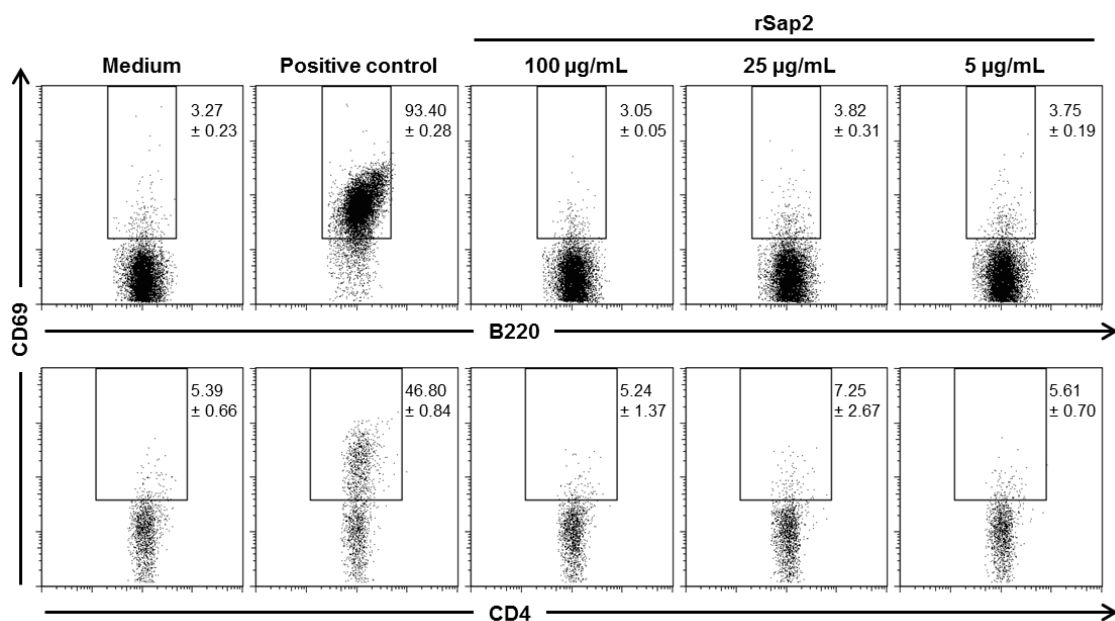 rSap2
Medium
Positive control
100 µg/mL
25 µg/mL
5 µg/mL
3.27
± 0.23
93.40
± 0.28
3.05
± 0.05
3.82
± 0.31
3.75
± 0.19
CD69
B220
5.39
± 0.66
46.80
± 0.84
5.24
± 1.37
7.25
± 2.67
5.61
± 0.70
CD4